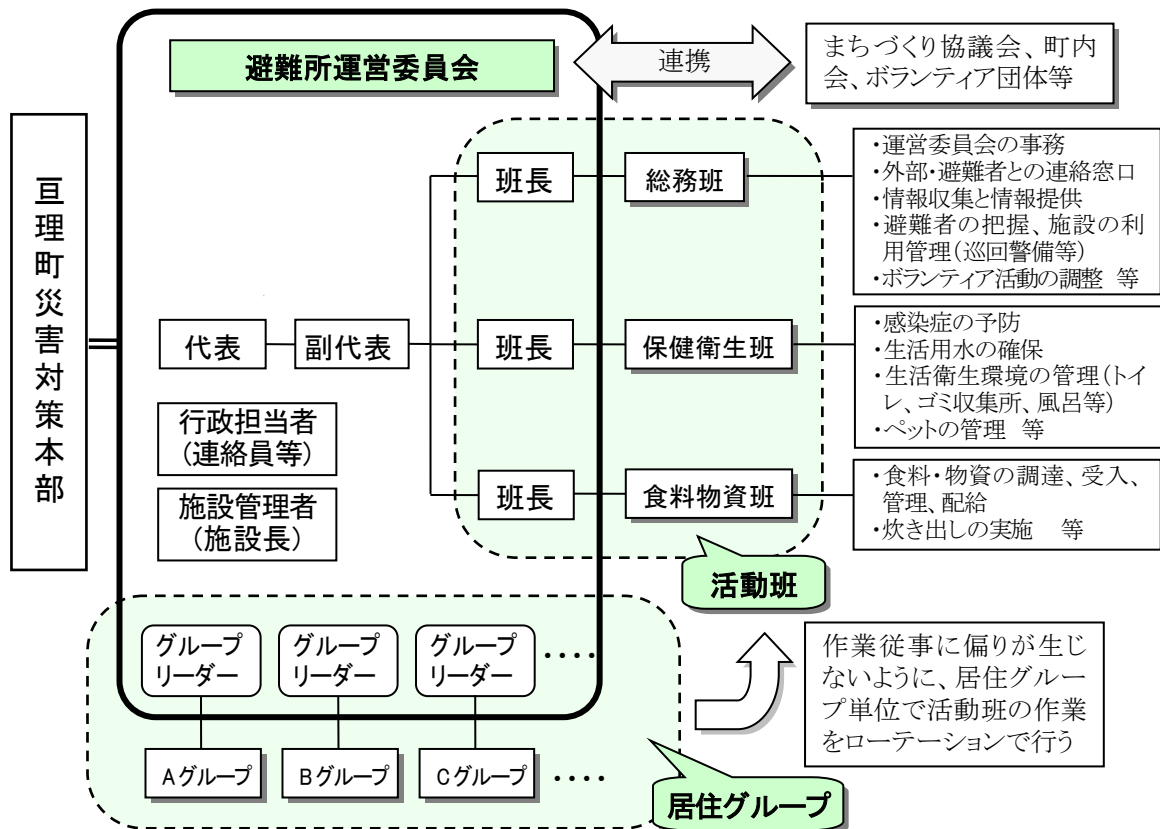 避難所運営委員会
連携
まちづくり協議会、町内
会、ボランティア団体等
亘理町災害対策本部
代表
副代表
行政担当者
(連絡員等)
施設管理者
(施設長)
班長
総務班
・運営委員会の事務
・外部・避難者との連絡窓口
・情報収集と情報提供
・避難者の把握、施設の利
用管理(巡回警備等)
・ボランティア活動の調整 等
班長
保健衛生班
・感染症の予防
・生活用水の確保
・生活衛生環境の管理(トイ
レ、ゴミ収集所、風呂等)
・ペットの管理 等
班長
食料物資班
・食料・物資の調達、受入、
管理、配給
・炊き出しの実施 等
活動班
グループ
リーダー
グループ
リーダー
グループ
リーダー
････
Aグループ
Bグループ
Cグループ
････
居住グループ
作業従事に偏りが生じ
ないように、居住グルー
プ単位で活動班の作業
をローテーションで行う